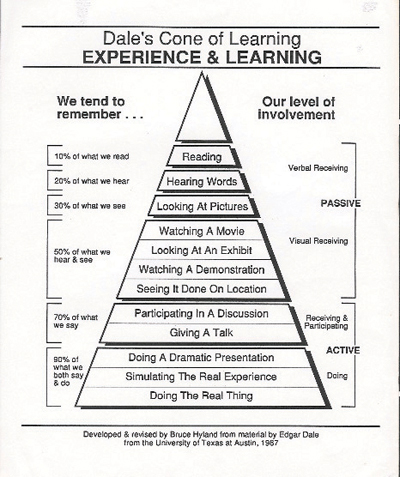 Dale's Cone of Learning
EXPERIENCE & LEARNING
We tend to
remember . . .
Our level of
involvement
10% of what we read
Reading
Verbal Receiving
20% of what we hear
Hearing Words
30% of what we see
Looking At Pictures
PASSIVE
50% of what we
hear & see
Watching A Movie
Looking At An Exhibit
Watching A Demonstration
Seeing It Done On Location
Visual Receiving
70% of what
we say
Participating In A Discussion
Giving A Talk
Receiving &
Participating
ACTIVE
90% of
what we
both say
& do
Doing A Dramatic Presentation
Simulating The Real Experience
Doing The Real Thing
Doing
Developed & revised by Bruce Hyland from material by Edgar Dale
from the University of Texas at Austin, 1987